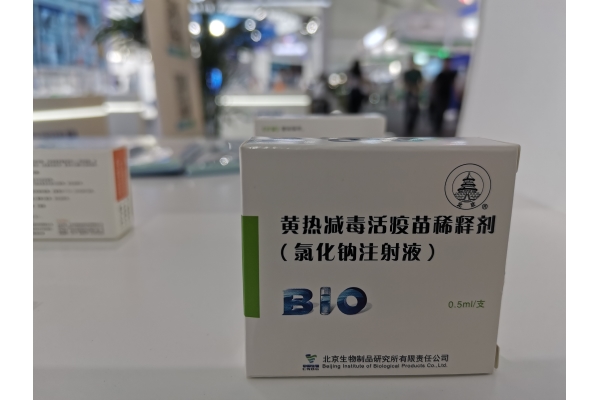 黄热减毒活疫苗稀释剂
（氯化钠注射液）
BIO
0.5ml/支
北京生物制品研究所有限责任公司
Beijing Institute of Biological Products Co.,Ltd.